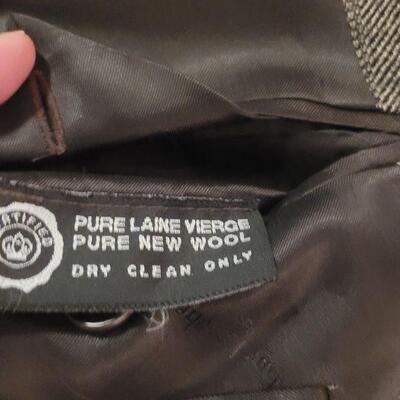 PURE LAINE VIERGE
PURE NEW WOOL
DRY CLEAN ONLY